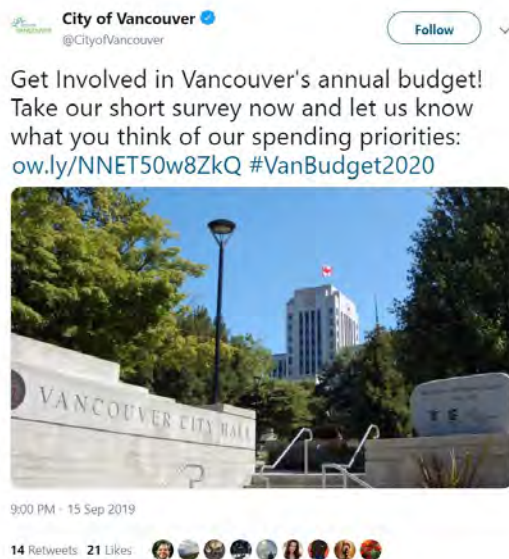 City of Vancouver
@CityofVancouver
Follow
Get Involved in Vancouver's annual budget!
Take our short survey now and let us know
what you think of our spending priorities:
ow.ly/NNET50w8ZkQ #VanBudget2020
VANCOUVER CITY HALL
9:00 PM - 15 Sep 2019
14 Retweets 21 Likes